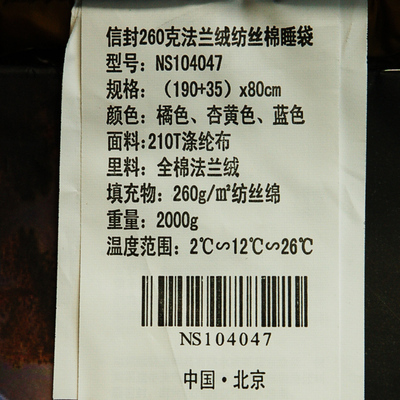 信封260克法兰绒纺丝棉睡袋
型号：NS104047
规格：（190+35）x80cm
颜色：橘色、杏黄色、蓝色
面料:210T涤纶布
里料：全棉法兰绒
填充物：260g/㎡纺丝绵
重量：2000g
温度范围：2℃∽12℃∽26℃
NS104047
中国·北京